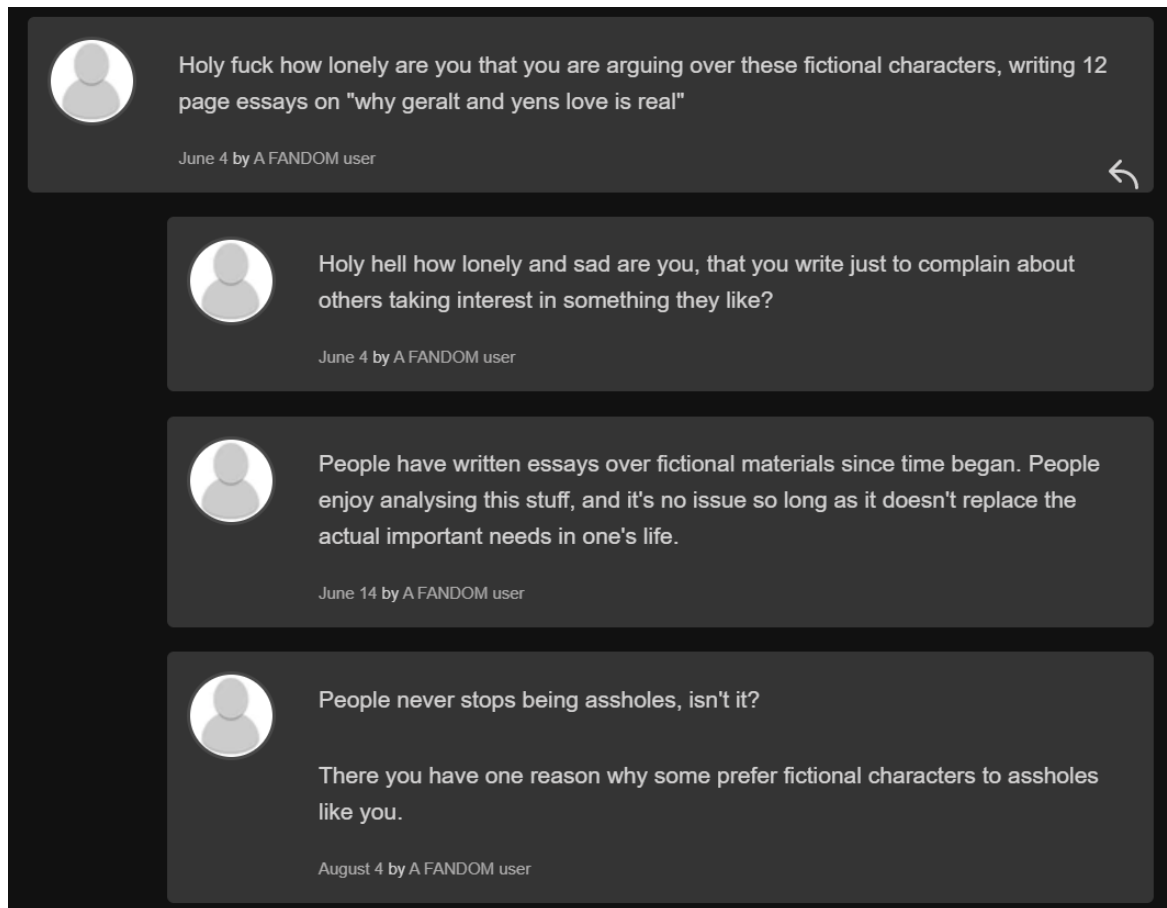 Holy fuck how lonely are you that you are arguing over these fictional characters, writing 12
page essays on "why geralt and yens love is real"
June 4 by A FANDOM user
Holy hell how lonely and sad are you, that you write just to complain about
others taking interest in something they like?
June 4 by A FANDOM user
People have written essays over fictional materials since time began. People
enjoy analysing this stuff, and it's no issue so long as it doesn't replace the
actual important needs in one's life.
June 14 by A FANDOM user
People never stops being assholes, isn't it?
There you have one reason why some prefer fictional characters to assholes
like you.
August 4 by A FANDOM user